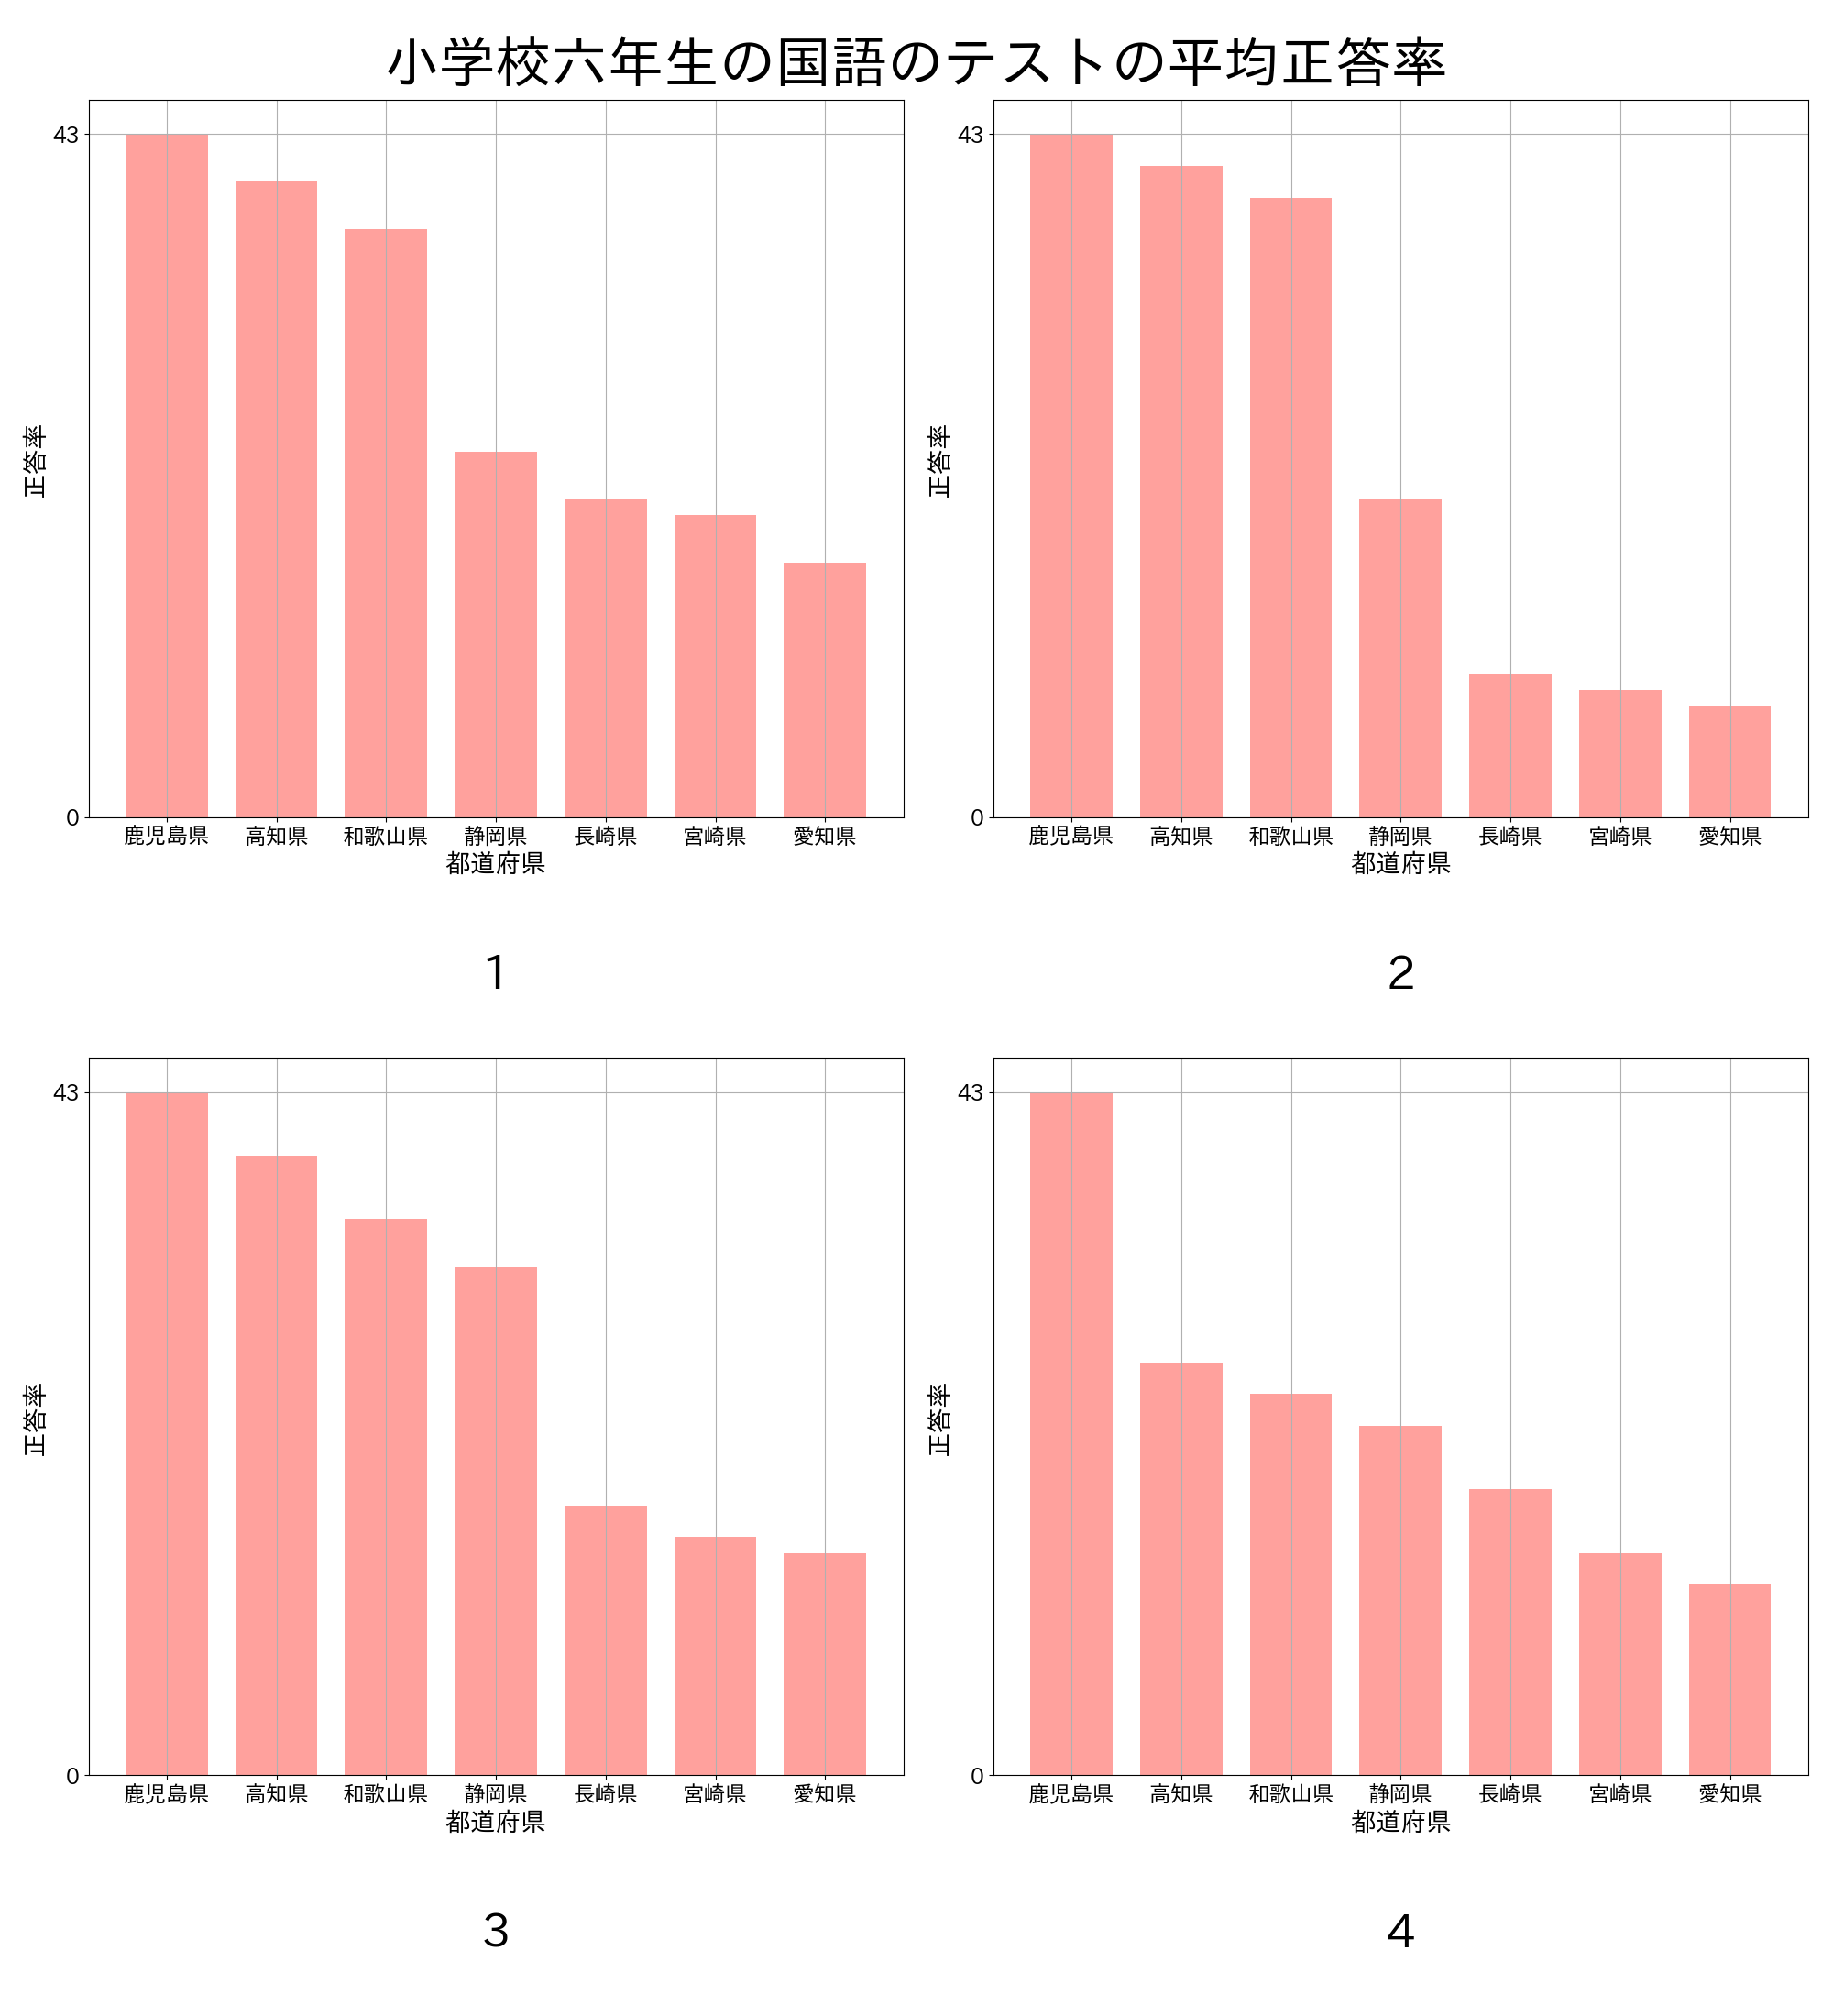 小学校六年生の国語のテストの平均正答率
43
0
正答率
鹿児島県 高知県 和歌山県 静岡県 長崎県 宮崎県 愛知県
都道府県
1
43
0
正答率
鹿児島県 高知県 和歌山県 静岡県 長崎県 宮崎県 愛知県
都道府県
2
43
0
正答率
鹿児島県 高知県 和歌山県 静岡県 長崎県 宮崎県 愛知県
都道府県
3
43
0
正答率
鹿児島県 高知県 和歌山県 静岡県 長崎県 宮崎県 愛知県
都道府県
4